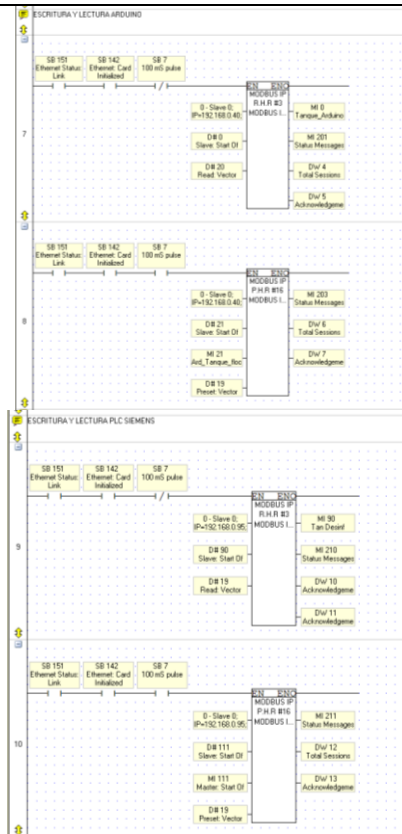 ESCRITURA Y LECTURA ARDUINO
SB 151 SB 142 SB 7
Ethernet Status: Ethernet: Card 100 mS pulse
Link Initialized
EN ENO
MODBUS IP
R.H.R #3
MODBUS I...
0 - Slave 0;
IP=192.168.0.40;
MI 0
Tanque_Arduino
7
D# 0
Slave: Start Of
MI 201
Status Messages
D# 20
Read: Vector
DW 4
Total Sessions
DW 5
Acknowledgeme
SB 151 SB 142 SB 7
Ethernet Status: Ethernet: Card 100 mS pulse
Link Initialized
EN ENO
MODBUS IP
P.H.R #16
MODBUS I...
0 - Slave 0;
IP=192.168.0.40;
MI 203
Status Messages
8
D# 21
Slave: Start Of
DW 6
Total Sessions
MI 21
Ard_Tanque_floc
DW 7
Acknowledgeme
D# 19
Preset: Vector
ESCRITURA Y LECTURA PLC SIEMENS
SB 151 SB 142 SB 7
Ethernet Status: Ethernet: Card 100 mS pulse
Link Initialized
EN ENO
MODBUS IP
R.H.R #3
MODBUS I...
0 - Slave 0;
IP=192.168.0.95;
MI 90
Tan Desinf
9
D# 90
Slave: Start Of
MI 210
Status Messages
D# 19
Read: Vector
DW 10
Acknowledgeme
DW 11
Acknowledgeme
SB 151 SB 142 SB 7
Ethernet Status: Ethernet: Card 100 mS pulse
Link Initialized
EN ENO
MODBUS IP
P.H.R #16
MODBUS I...
0 - Slave 0;
IP=192.168.0.95;
MI 211
Status Messages
10
D# 111
Slave: Start Of
DW 12
Total Sessions
MI 111
Master: Start Of
DW 13
Acknowledgeme
D# 19
Preset: Vector